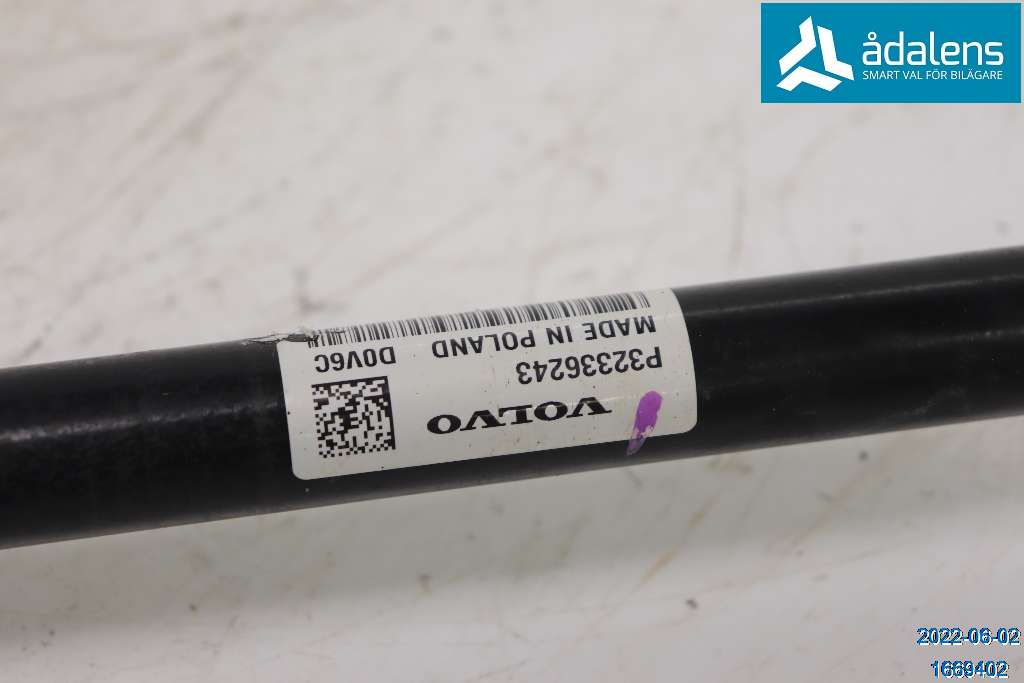 ådalens
SMART VAL FÖR BILÄGARE
VOLVO
P32336243
MADE IN POLAND D0V6C
2022-06-02
1669402